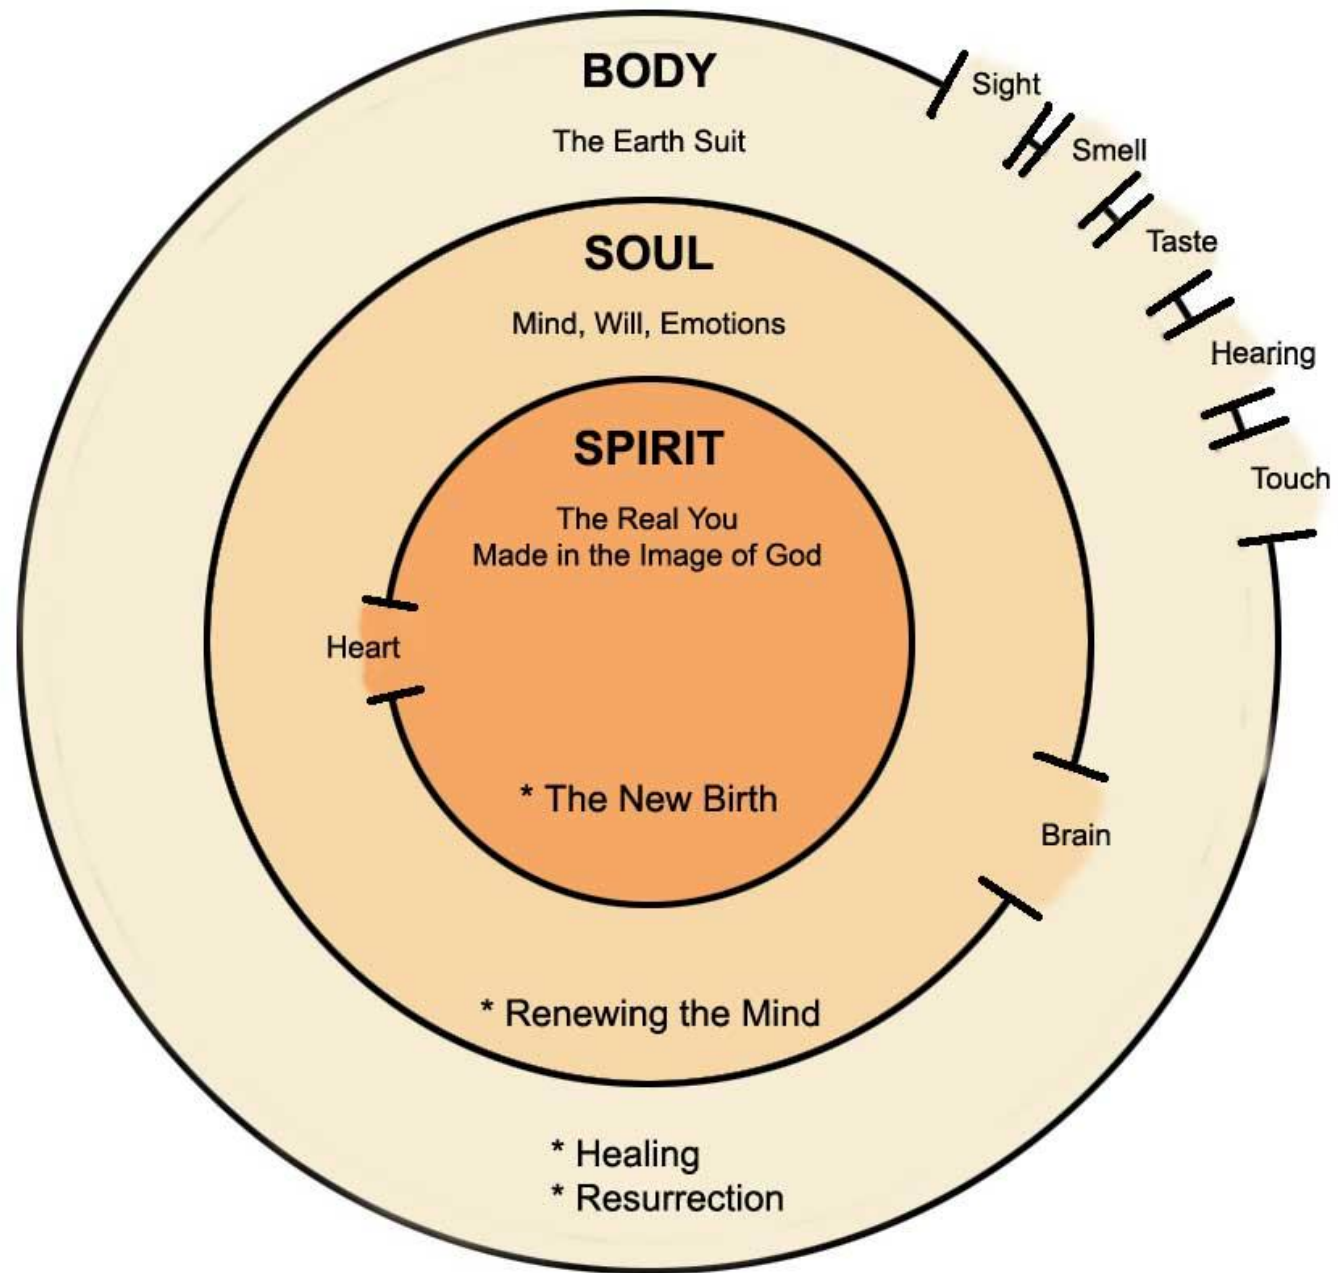 BODY
The Earth Suit
Sight
Smell
Taste
Hearing
Touch
SOUL
Mind, Will, Emotions
SPIRIT
The Real You
Made in the Image of God
Heart
* The New Birth
Brain
* Renewing the Mind
* Healing
* Resurrection